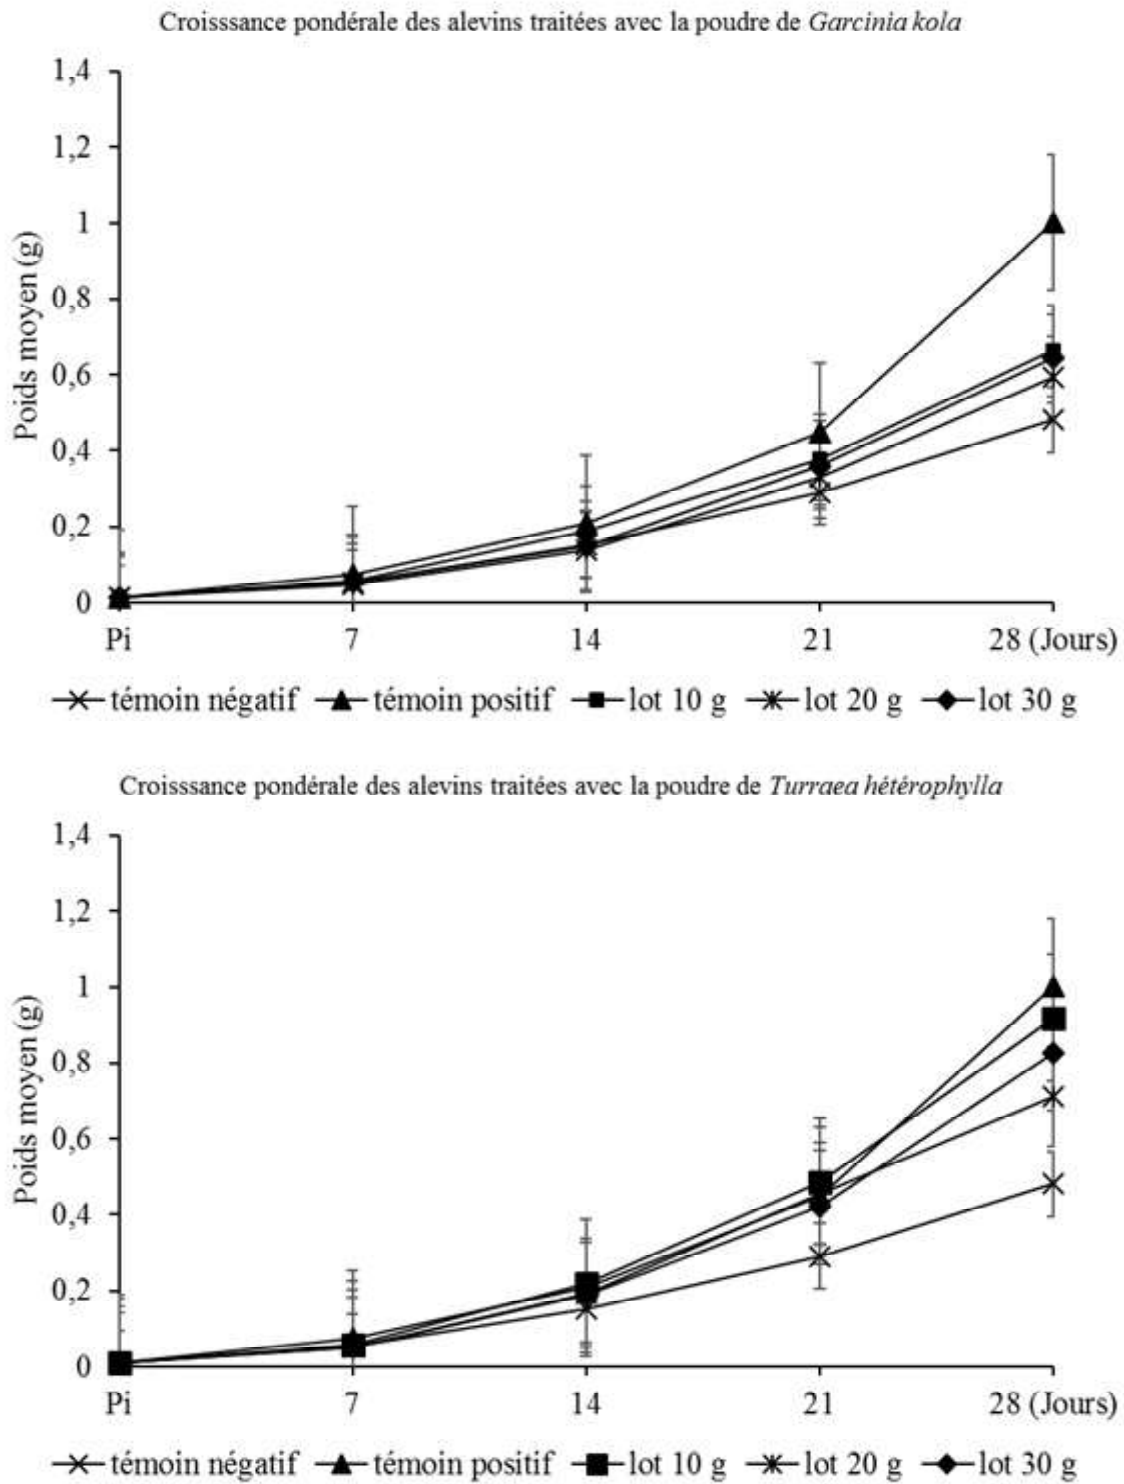 Croisssance pondérale des alevins traitées avec la poudre de Garcinia kola
1,4
1,2
1
0,8
0,6
0,4
0,2
0
Poids moyen (g)
Pi 7 14 21 28 (Jours)
témoin négatif témoin positif lot 10 g lot 20 g lot 30 g
Croisssance pondérale des alevins traitées avec la poudre de Turraea hétérophylla
1,4
1,2
1
0,8
0,6
0,4
0,2
0
Poids moyen (g)
Pi 7 14 21 28 (Jours)
témoin négatif témoin positif lot 10 g lot 20 g lot 30 g